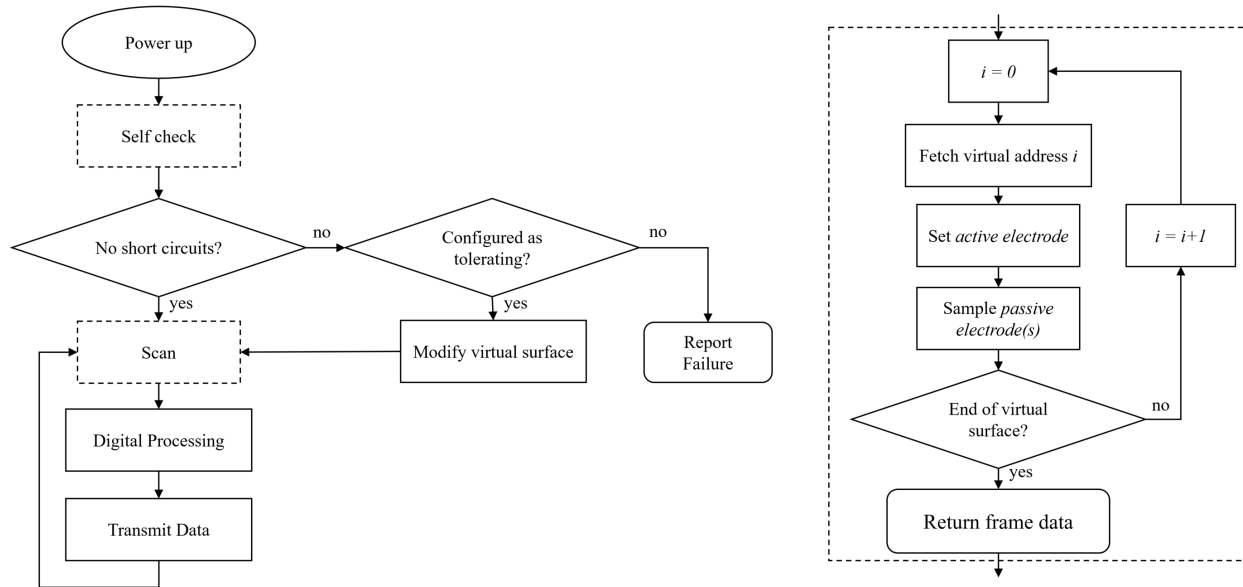 Power up
Self check
No short circuits?
no
Configured as
tolerating?
no
yes
yes
Scan
Modify virtual surface
Report
Failure
Digital Processing
Transmit Data
i = 0
Fetch virtual address i
Set active electrode
i = i+1
Sample passive
electrode(s)
End of virtual
surface?
no
yes
Return frame data